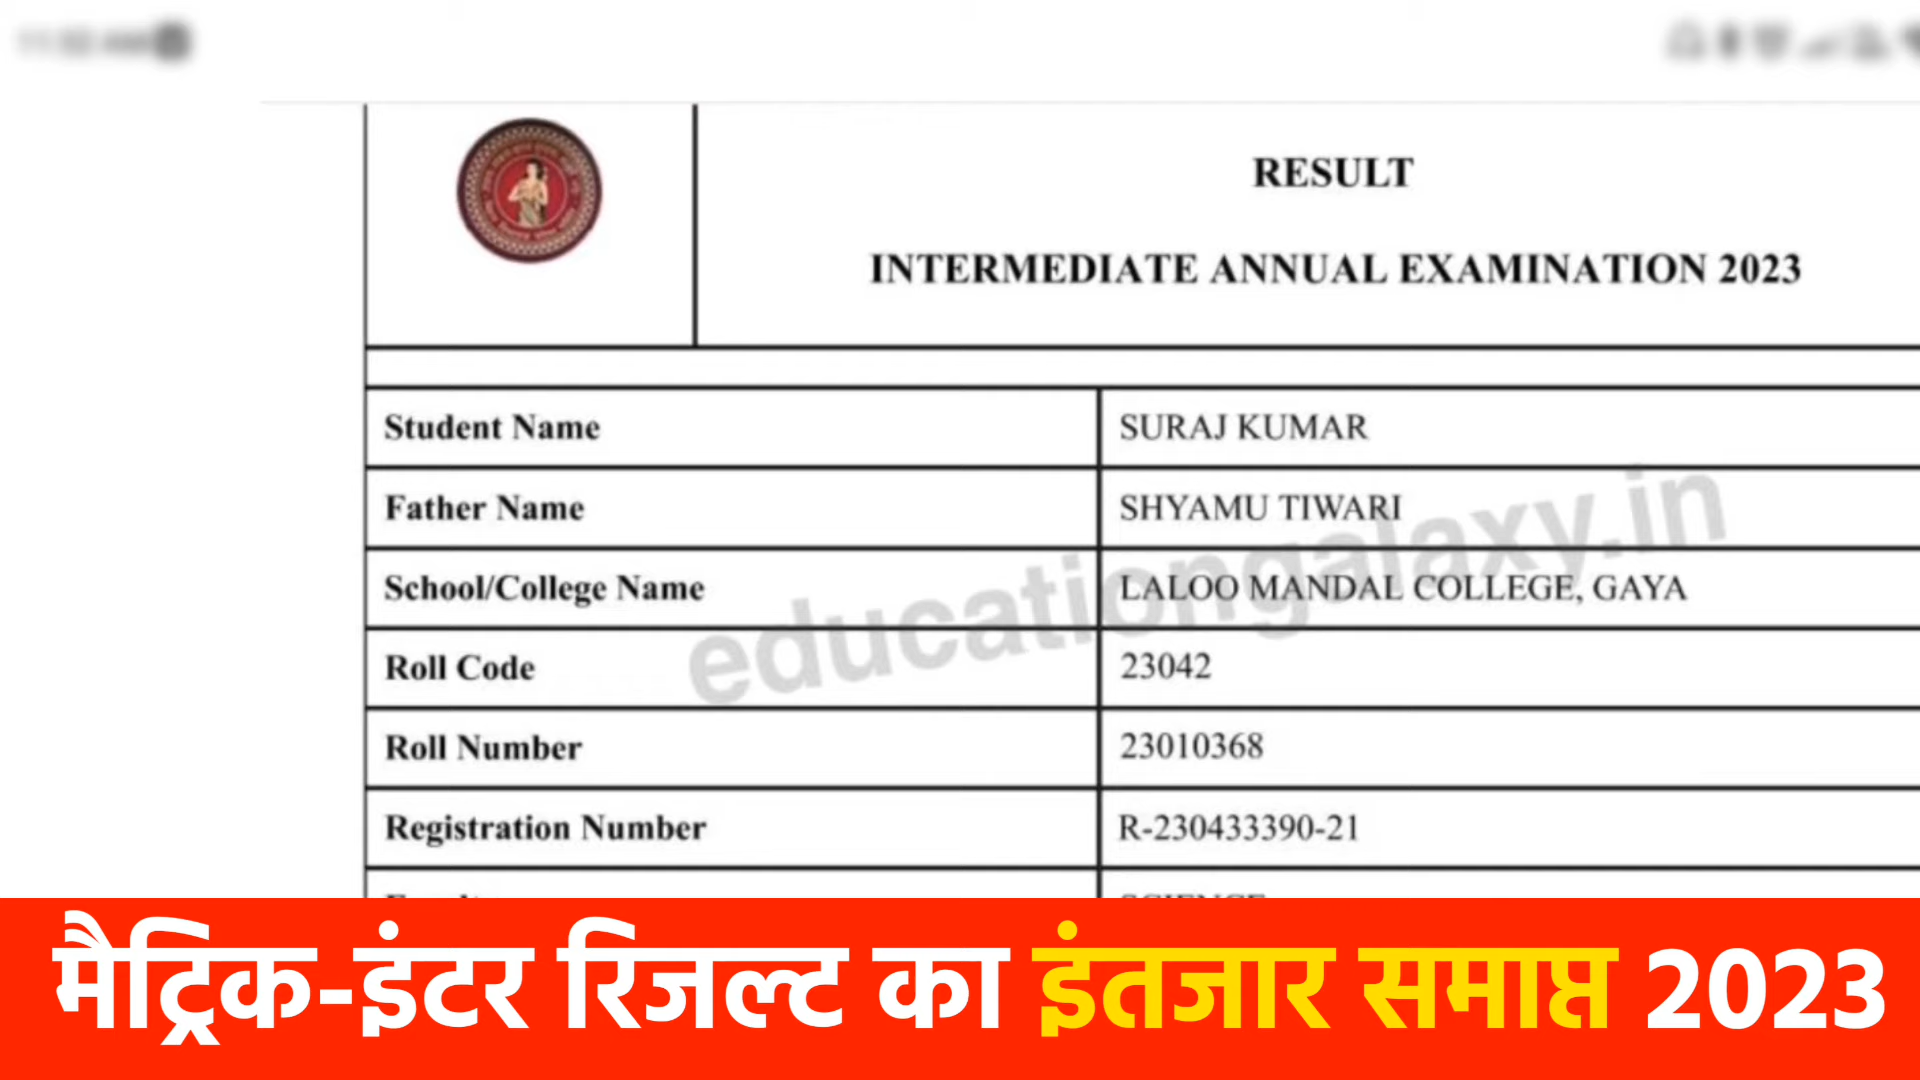 RESULT
INTERMEDIATE ANNUAL EXAMINATION 2023
Student Name SURAJ KUMAR
Father Name SHYAMU TIWARI
School/College Name LALOO MANDAL COLLEGE, GAYA
Roll Code 23042
Roll Number 23010368
Registration Number R-230433390-21
educationgalaxy.in
मैट्रिक-इंटर रिजल्ट का इंतजार समाप्त 2023